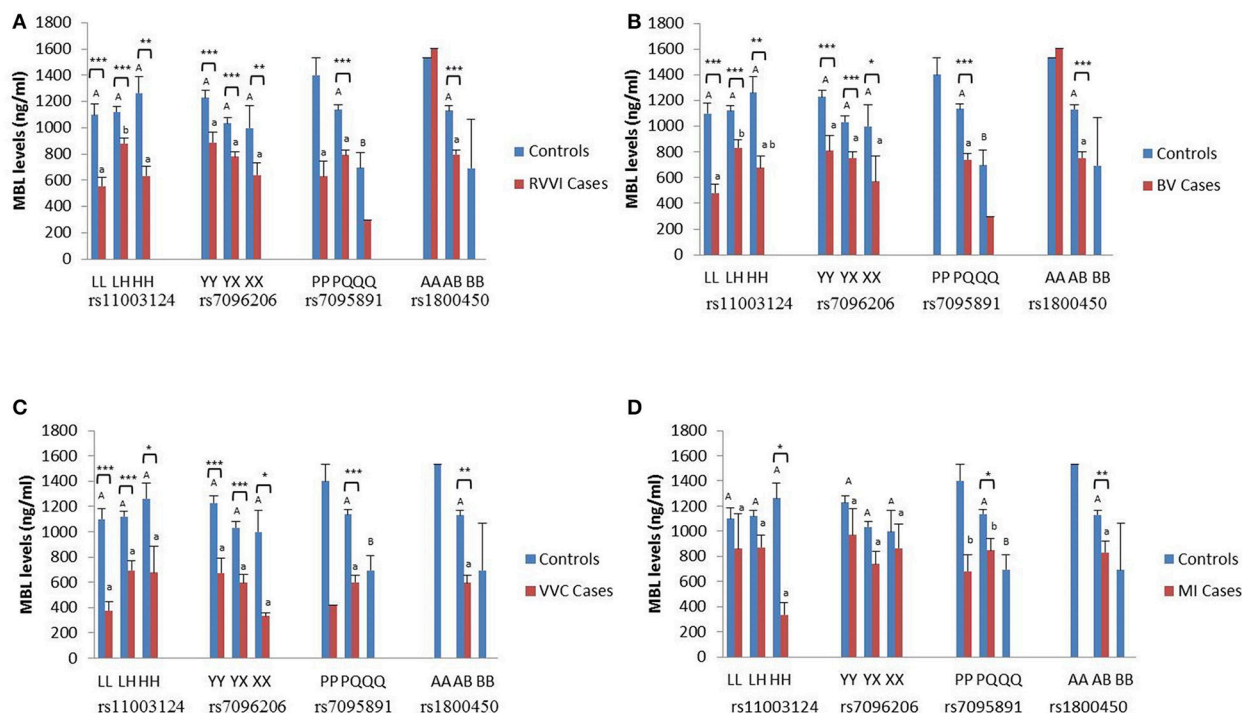 A
MBL levels (ng/ml)
1800
1600
1400
1200
1000
800
600
400
200
0
*** *** **
A A A
a b a
*** *** **
A A A
a a a
***
A B
a a
***
A
a
Controls
RVVI Cases
LL LH HH YY YX XX PP PQ QQ AA AB BB
rs11003124 rs7096206 rs7095891 rs1800450
B
MBL levels (ng/ml)
1800
1600
1400
1200
1000
800
600
400
200
0
*** *** **
A A A
a b a b
*** *** *
A A A
a a a
***
A B
a
***
A
a
Controls
BV Cases
LL LH HH YY YX XX PP PQ QQ AA AB BB
rs11003124 rs7096206 rs7095891 rs1800450
C
MBL levels (ng/ml)
1800
1600
1400
1200
1000
800
600
400
200
0
*** *** *
A A A
a a a
*** *** *
A A A
a a a
***
A B
a
**
A
a
Controls
VVC Cases
LL LH HH YY YX XX PP PQ QQ AA AB BB
rs11003124 rs7096206 rs7095891 rs1800450
D
MBL levels (ng/ml)
1800
1600
1400
1200
1000
800
600
400
200
0
*
A A A
a a a
A A A
a a a
*
A B
b b
**
A
a
Controls
MI Cases
LL LH HH YY YX XX PP PQ QQ AA AB BB
rs11003124 rs7096206 rs7095891 rs1800450